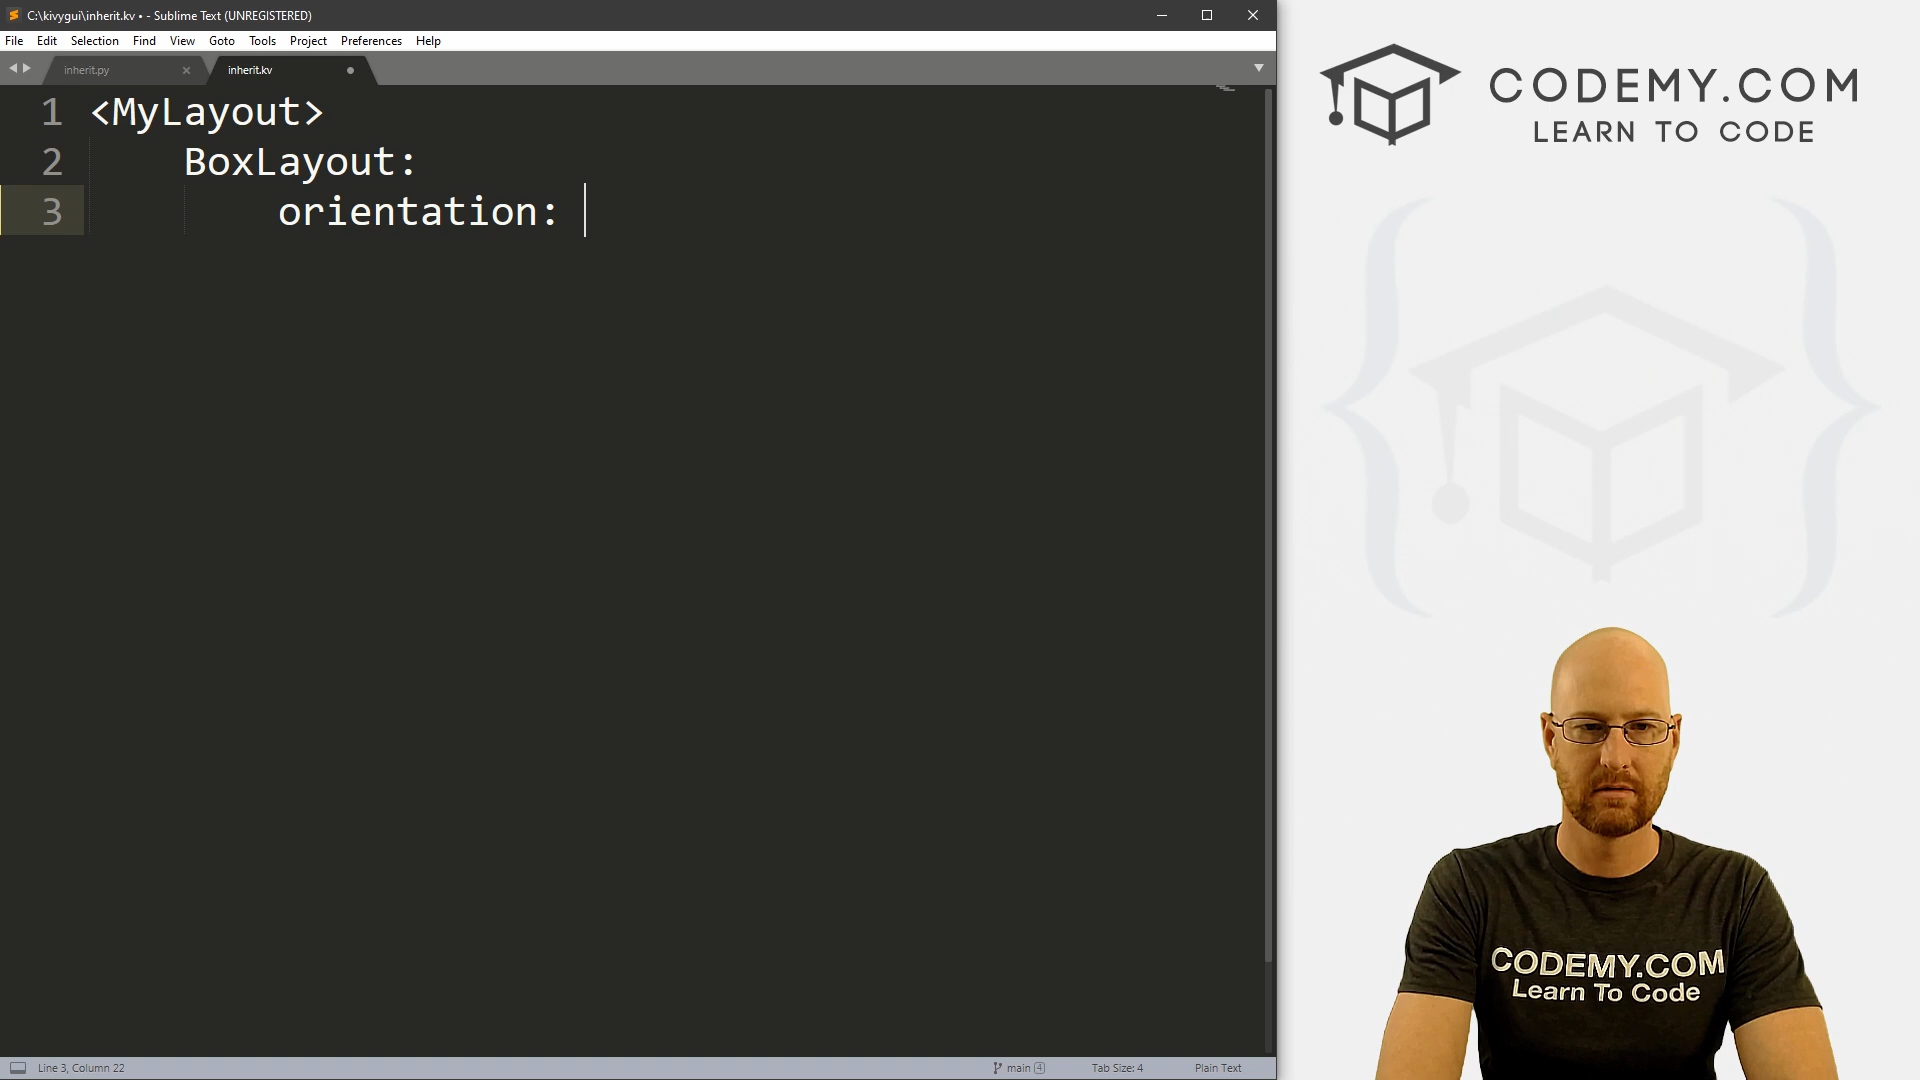 C:\kivygui\inherit.kv • - Sublime Text (UNREGISTERED)
File Edit Selection Find View Goto Tools Project Preferences Help
inherit.py
inherit.kv
1 <MyLayout>
2 BoxLayout:
3 orientation:
Line 3, Column 22
main 4
Tab Size: 4
Plain Text
CODEMY.COM
LEARN TO CODE
CODEMY.COM
Learn To Code